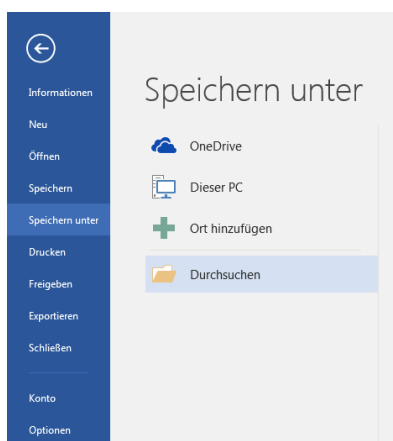 Informationen
Neu
Öffnen
Speichern
Speichern unter
Drucken
Freigeben
Exportieren
Schließen
Konto
Optionen
Speichern unter
OneDrive
Dieser PC
Ort hinzufügen
Durchsuchen